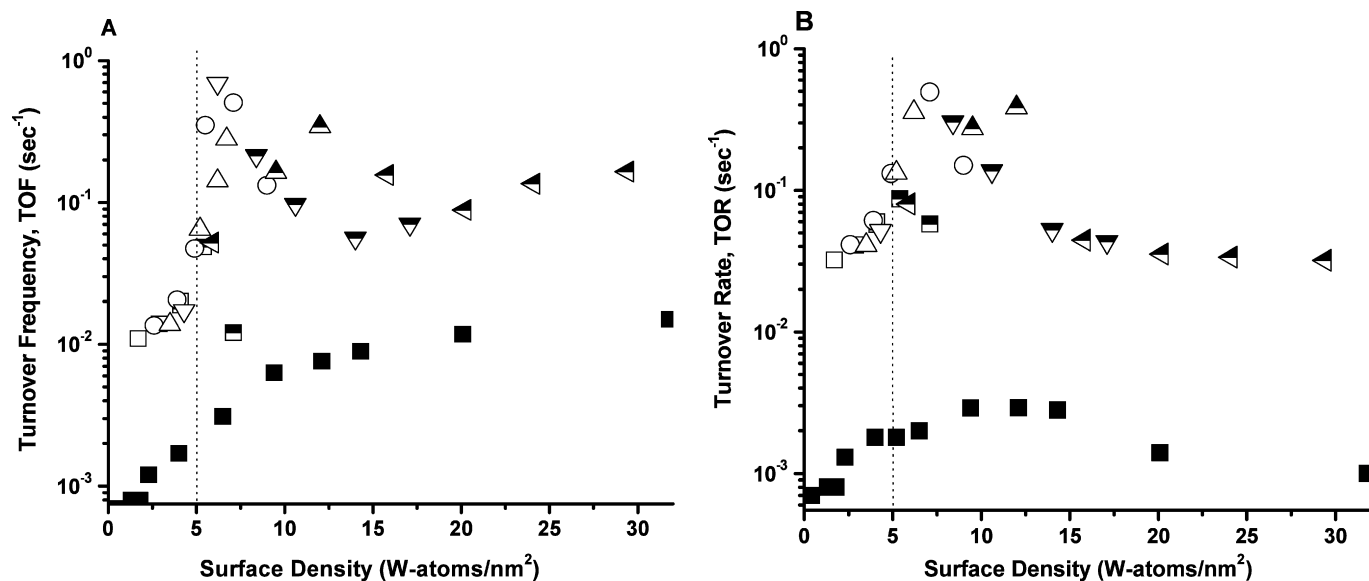 A
Turnover Frequency, TOF (sec⁻¹)
10⁰
10⁻¹
10⁻²
10⁻³
0 5 10 15 20 25 30
Surface Density (W-atoms/nm²)
B
Turnover Rate, TOR (sec⁻¹)
10⁰
10⁻¹
10⁻²
10⁻³
0 5 10 15 20 25 30
Surface Density (W-atoms/nm²)